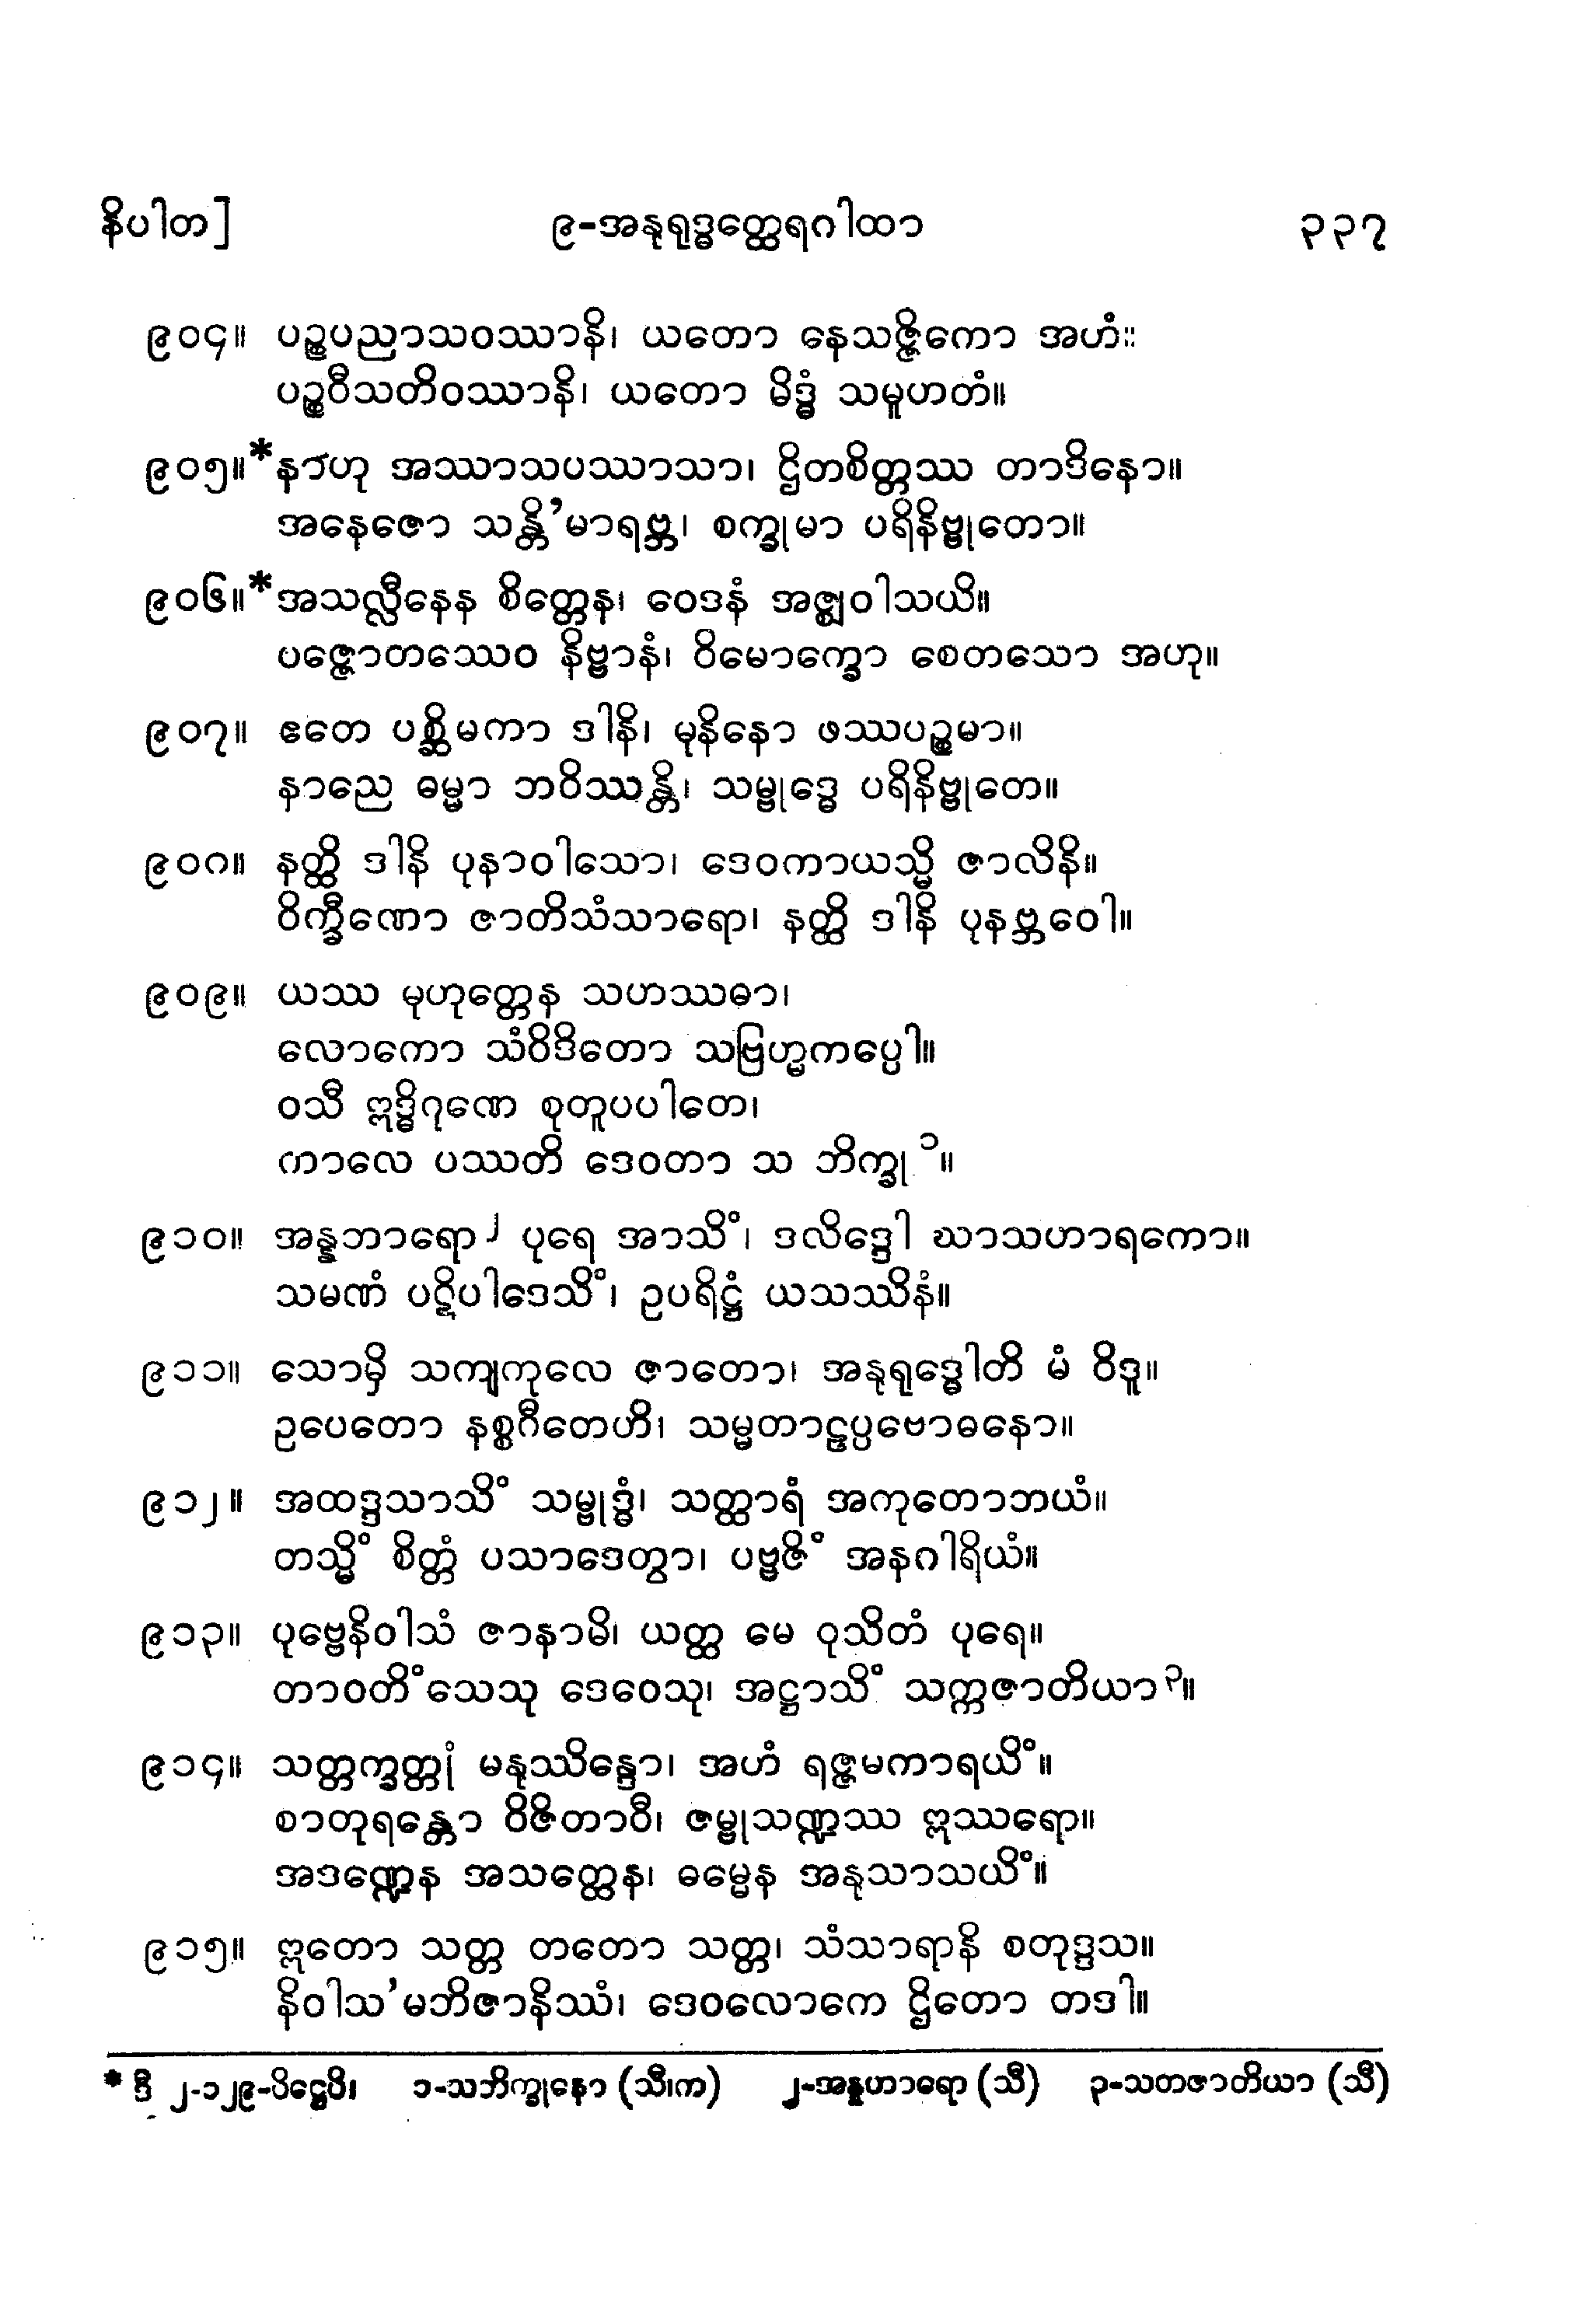 နိပါတ]
၉-အနုရုဒ္ဓတ္ထေရဂါထာ
၃၃၇
၉၀၄။ ပဉ္စပညာသဝဿာနိ၊ ယတော နေသဇ္ဇိကော အဟံ။
ပဉ္စဝီသတိဝဿာနိ၊ ယတော မိဒ္ဓံ သမူဟတံ။
၉၀၅။*နာဟု အဿာသပဿာသာ၊ ဌိတစိတ္တဿ တာဒိနော။
အနေဇော သန္တိ’မာရဗ္ဘ၊ စက္ခုမာ ပရိနိဗ္ဗုတော။
၉၀၆။*အသလ္လီနေန စိတ္တေန၊ ဝေဒနံ အဇ္ဈဝါသယိ။
ပဇ္ဇောတဿေဝ နိဗ္ဗာနံ၊ ဝိမောက္ခော စေတသော အဟု။
၉၀၇။ ဧတေ ပစ္ဆိမကာ ဒါနိ၊ မုနိနော ဖဿပဉ္စမာ။
နာညေ ဓမ္မာ ဘဝိဿန္တိ၊ သမ္ဗုဒ္ဓေ ပရိနိဗ္ဗုတေ။
၉၀၈။ နတ္ထိ ဒါနိ ပုနာဝါသော၊ ဒေဝကာယသ္မိ ဇာလိနိ။
ဝိက္ခီဏော ဇာတိသံသာရော၊ နတ္ထိ ဒါနိ ပုနဗ္ဘဝေါ။
၉၀၉။ ယဿ မုဟုတ္တေန သဟဿဓာ၊
လောကော သံဝိဒိတော သဗြဟ္မကပ္ပေါ။
ဝသီ ဣဒ္ဓိဂုဏေ စုတူပပါတေ၊
ကာလေ ပဿတိ ဒေဝတာ သ ဘိက္ခု၁။
၉၁၀။ အန္နဘာရော၂ ပုရေ အာသိံ၊ ဒလိဒ္ဒေါ ဃာသဟာရကော။
သမဏံ ပဋိပါဒေသိံ၊ ဥပရိဋ္ဌံ ယသဿိနံ။
၉၁၁။ သောမှိ သကျကုလေ ဇာတော၊ အနုရုဒ္ဓေါတိ မံ ဝိဒူ။
ဥပေတော နစ္စဂီတေဟိ၊ သမ္မတာဠပ္ပဗောဓနော။
၉၁၂။ အထဒ္ဒသာသိံ သမ္ဗုဒ္ဓံ၊ သတ္ထာရံ အကုတောဘယံ။
တသ္မိံ စိတ္တံ ပသာဒေတွာ၊ ပဗ္ဗဇိံ အနဂါရိယံ။
၉၁၃။ ပုဗ္ဗေနိဝါသံ ဇာနာမိ၊ ယတ္ထ မေ ဝုသိတံ ပုရေ။
တာဝတိံသေသု ဒေဝေသု၊ အဋ္ဌာသိံ သက္ကဇာတိယာ၃။
၉၁၄။ သတ္တက္ခတ္တုံ မနုဿိန္ဒော၊ အဟံ ရဇ္ဇမကာရယိံ။
စာတုရန္တော ဝိဇိတာဝီ၊ ဇမ္ဗုသဏ္ဍဿ ဣဿရော။
အဒဏ္ဍေန အသတ္ထေန၊ ဓမ္မေန အနုသာသယိံ။
၉၁၅။ ဣတော သတ္တ တတော သတ္တ၊ သံသာရာနိ စတုဒ္ဒသ။
နိဝါသ’မဘိဇာနိဿံ၊ ဒေဝလောကေ ဌိတော တဒါ။
* ဒီ ၂-၁၂၉-ပိဋ္ဌေပိ၊ ၁-သဘိက္ခုနော (သီ၊က) ၂-အန္နဟာရော (သီ) ၃-သတဇာတိယာ (သီ)